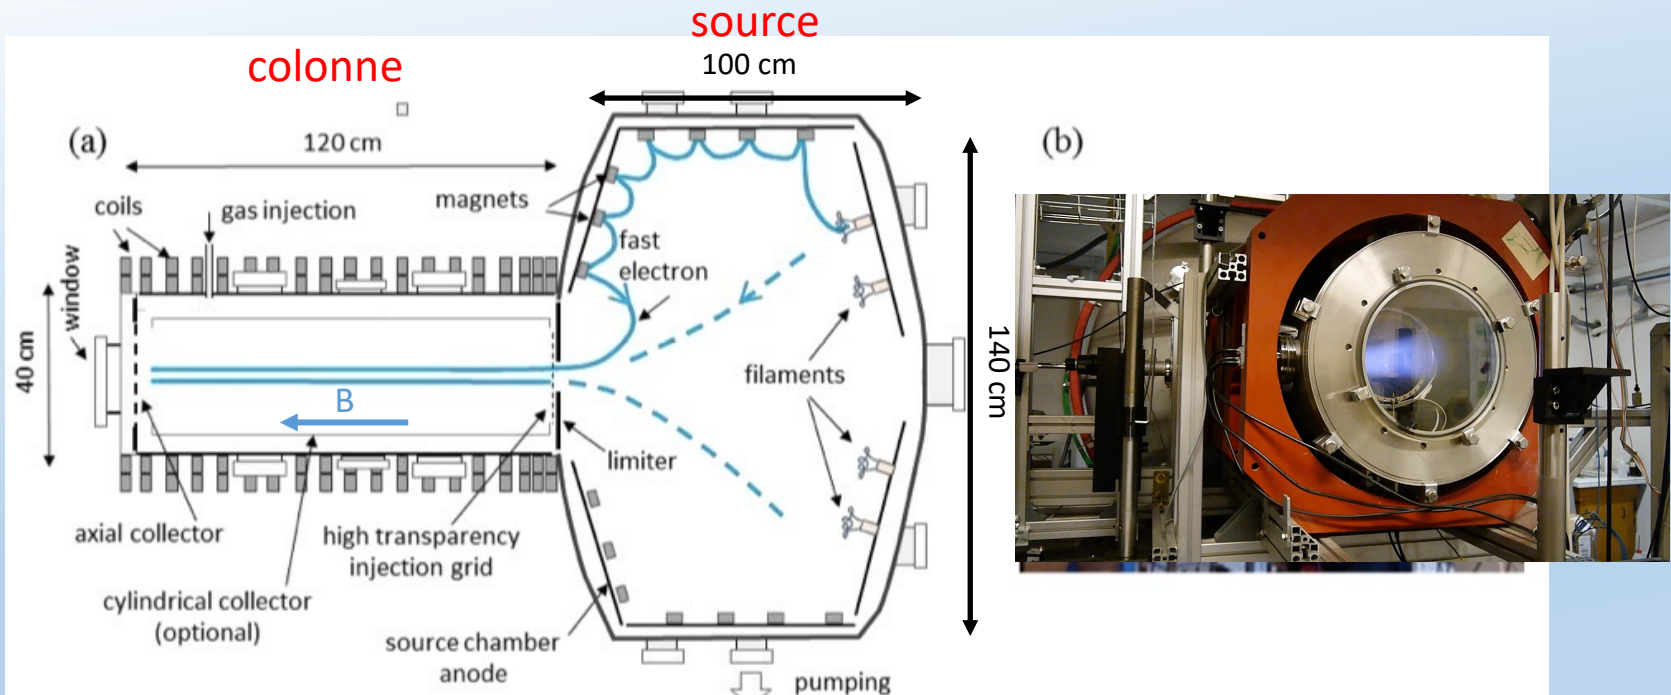 source
colonne
100 cm
(a)
120 cm
(b)
coils
gas injection
magnets
fast
electron
window
40 cm
140 cm
filaments
B
limiter
axial collector
high transparency
injection grid
cylindrical collector
(optional)
source chamber
anode
pumping